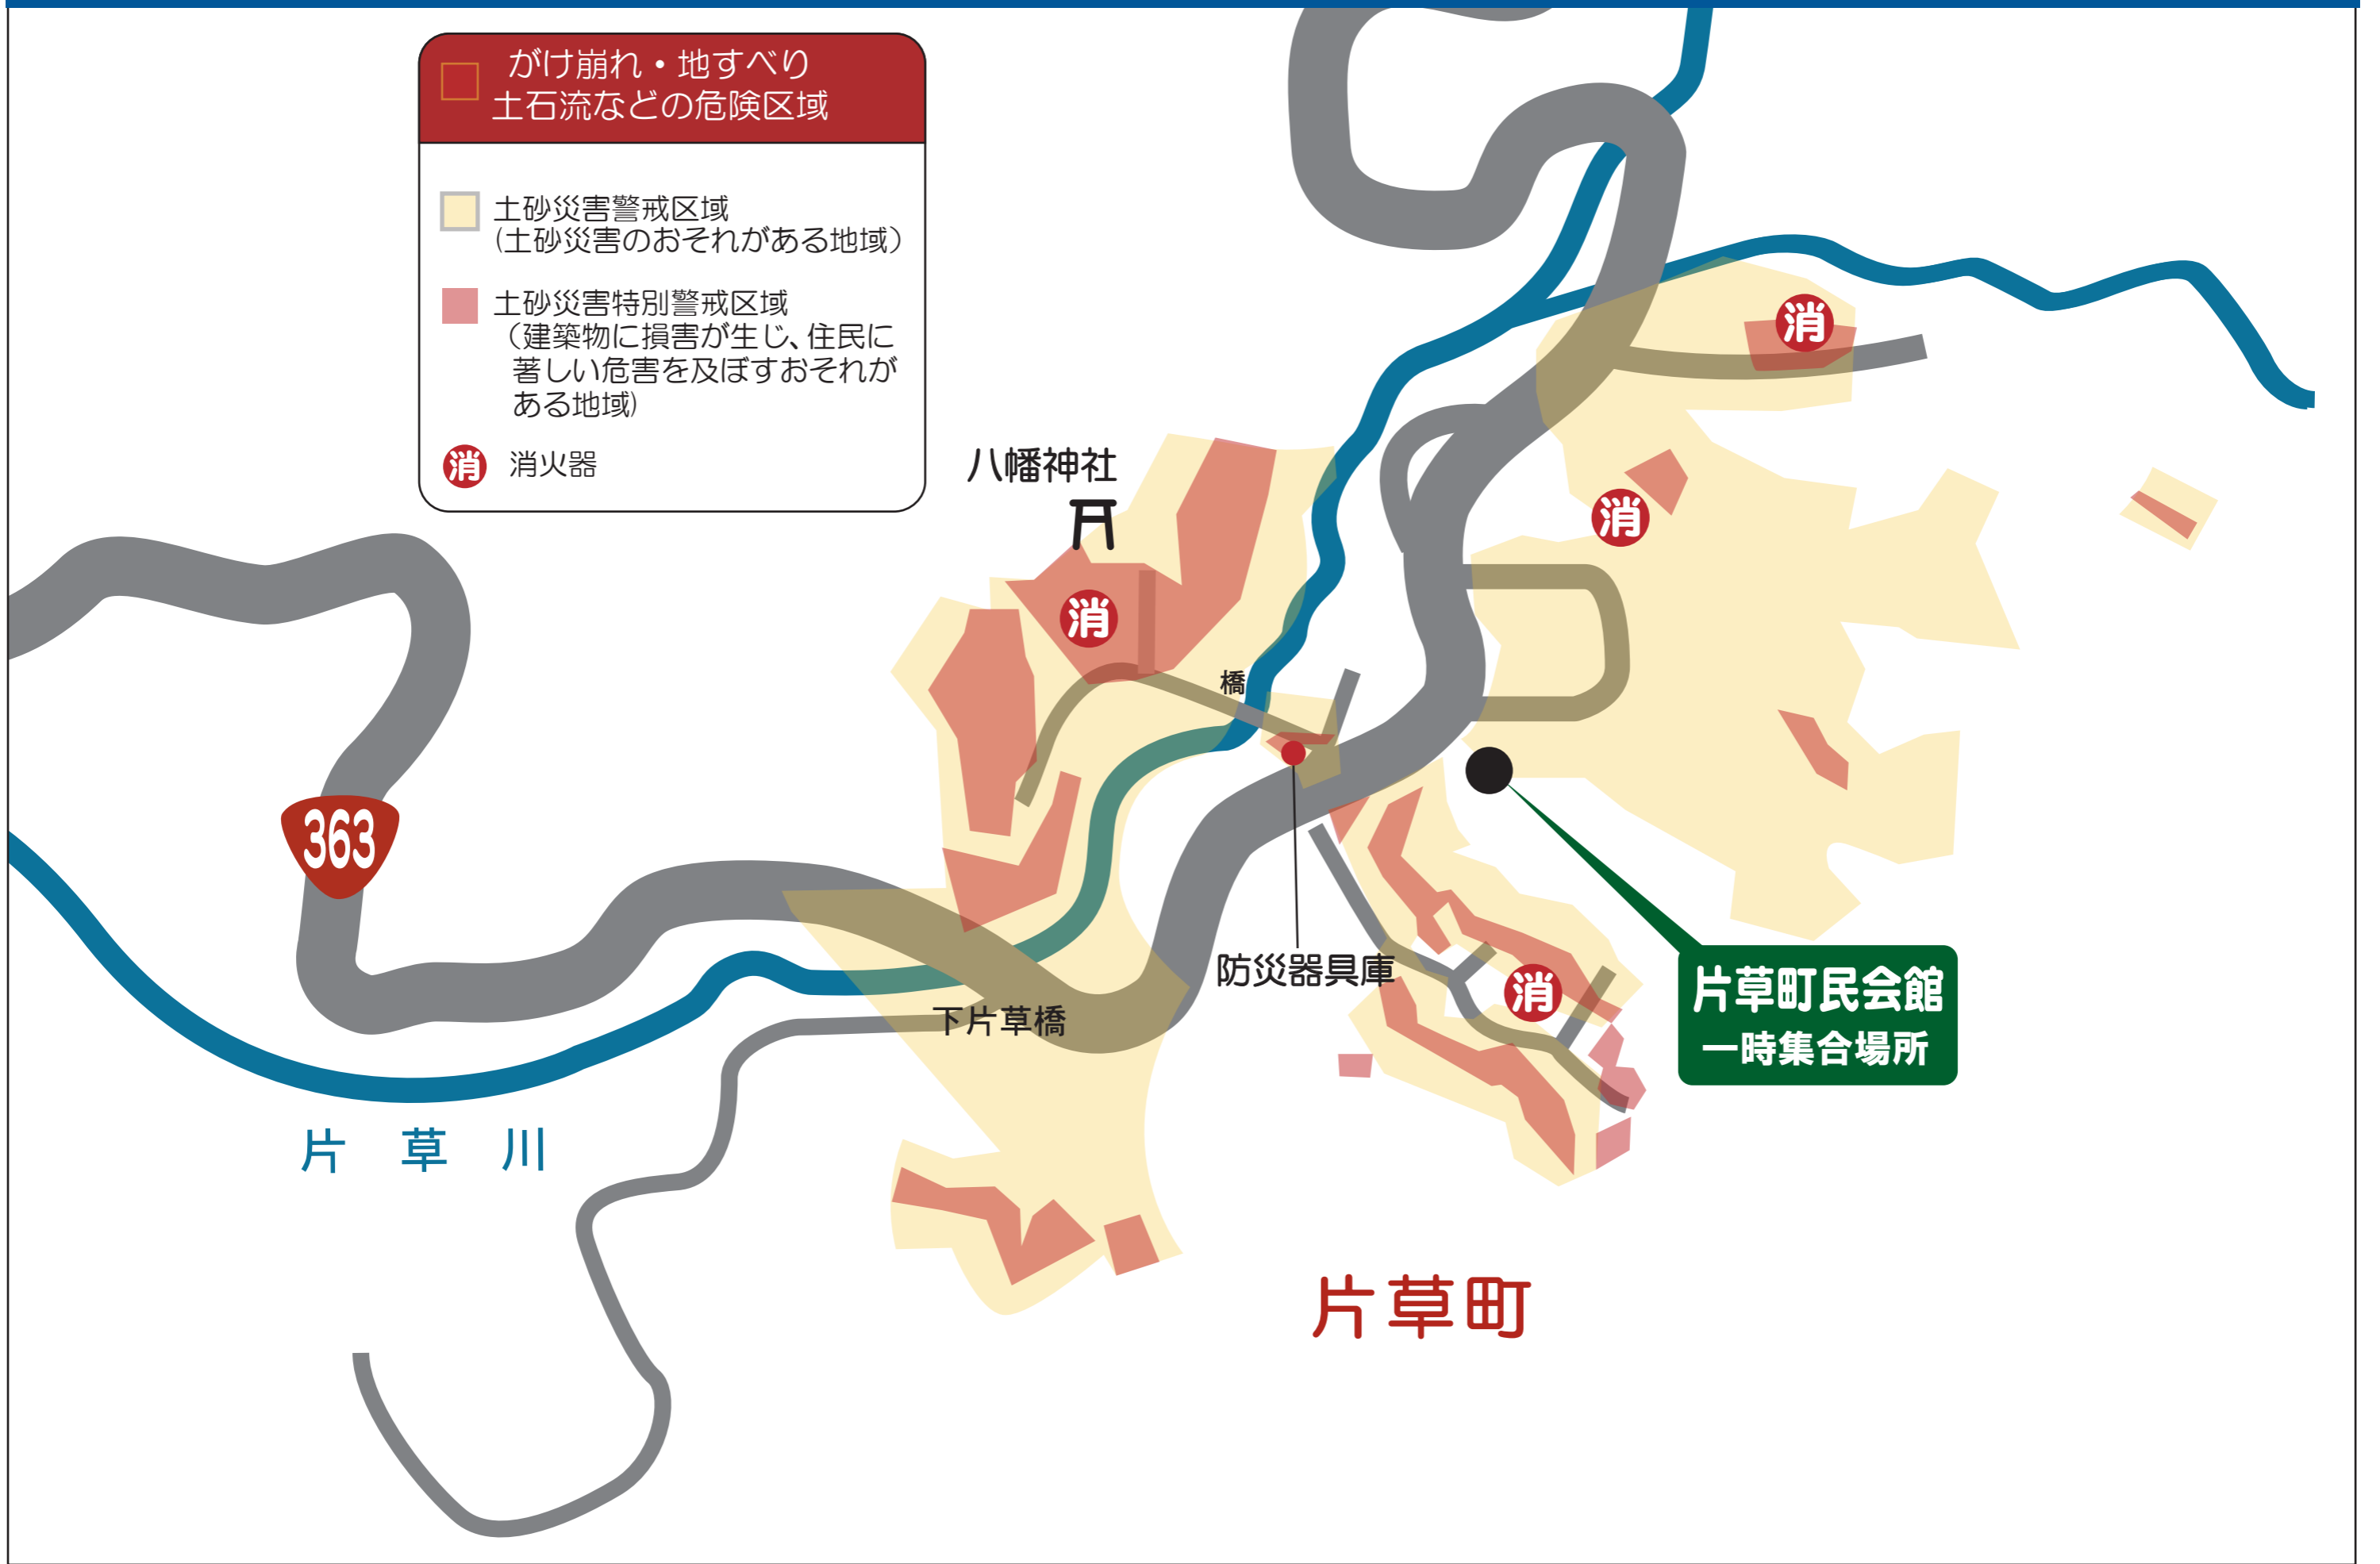 がけ崩れ・地すべり
土石流などの危険区域
土砂災害警戒区域
(土砂災害のおそれがある地域)
土砂災害特別警戒区域
(建築物に損害が生じ、住民に
著しい危害を及ぼすおそれが
ある地域)
消 消火器
消
八幡神社
消
消
橋
363
防災器具庫
片草町民会館
一時集合場所
消
下片草橋
片草川
片草町